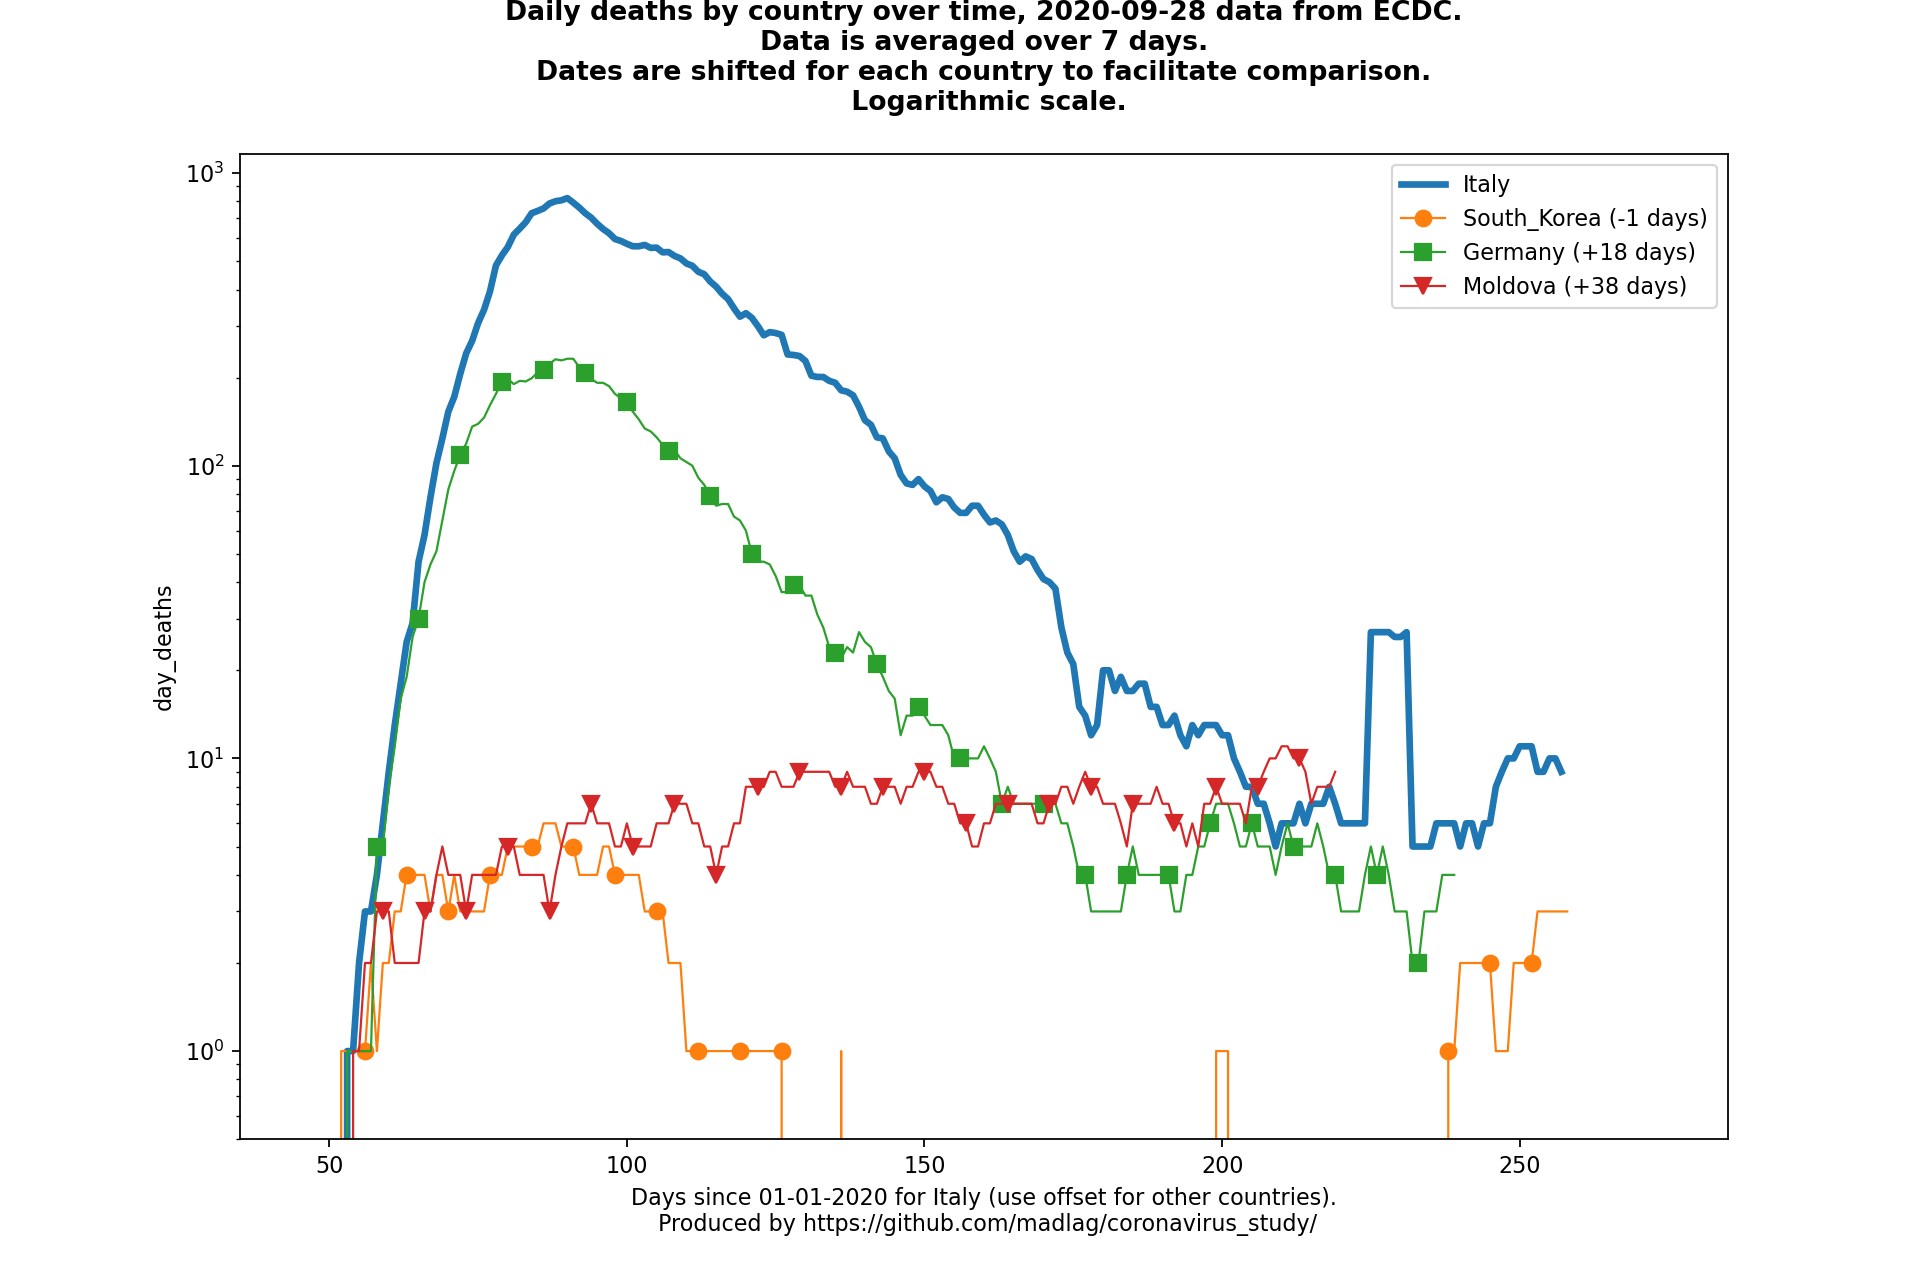 Daily deaths by country over time, 2020-09-28 data from ECDC.
Data is averaged over 7 days.
Dates are shifted for each country to facilitate comparison.
Logarithmic scale.
10³
10²
10¹
10⁰
day_deaths
Italy
South_Korea (-1 days)
Germany (+18 days)
Moldova (+38 days)
50
100
150
200
250
Days since 01-01-2020 for Italy (use offset for other countries).
Produced by https://github.com/madlag/coronavirus_study/